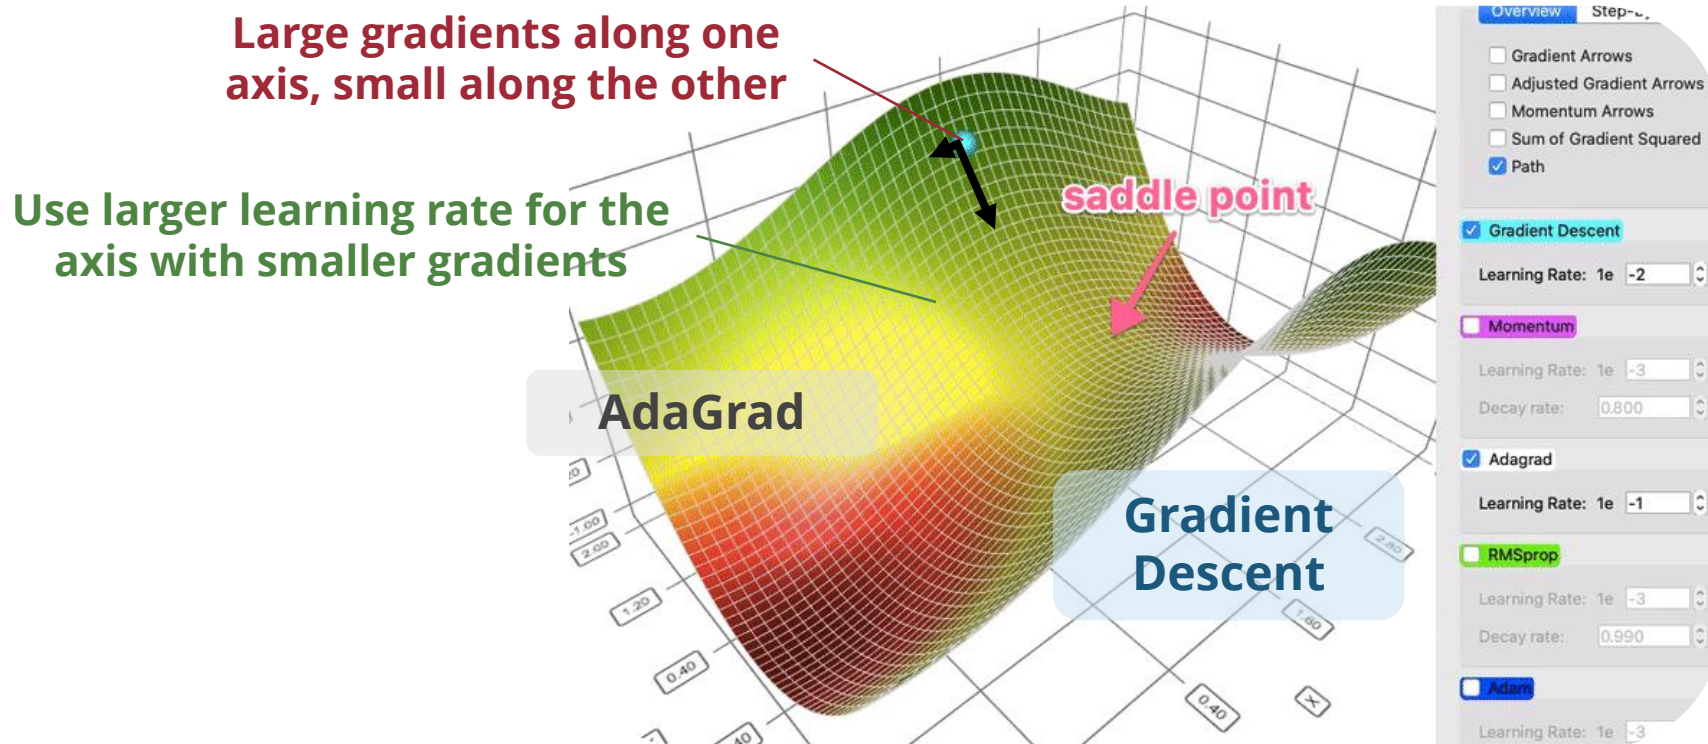 Large gradients along one
axis, small along the other
Use larger learning rate for the
axis with smaller gradients
saddle point
AdaGrad
Gradient
Descent
-1.00
2.00
1.20
0.40
2.80
1.60
0.40
X
Overview
Gradient Arrows
Adjusted Gradient Arrows
Momentum Arrows
Sum of Gradient Squared
Path
Gradient Descent
Learning Rate: 1e -2
Momentum
Learning Rate: 1e -3
Decay rate: 0.800
Adagrad
Learning Rate: 1e -1
RMSprop
Learning Rate: 1e -3
Decay rate: 0.990
Adam
Learning Rate: 1e -3